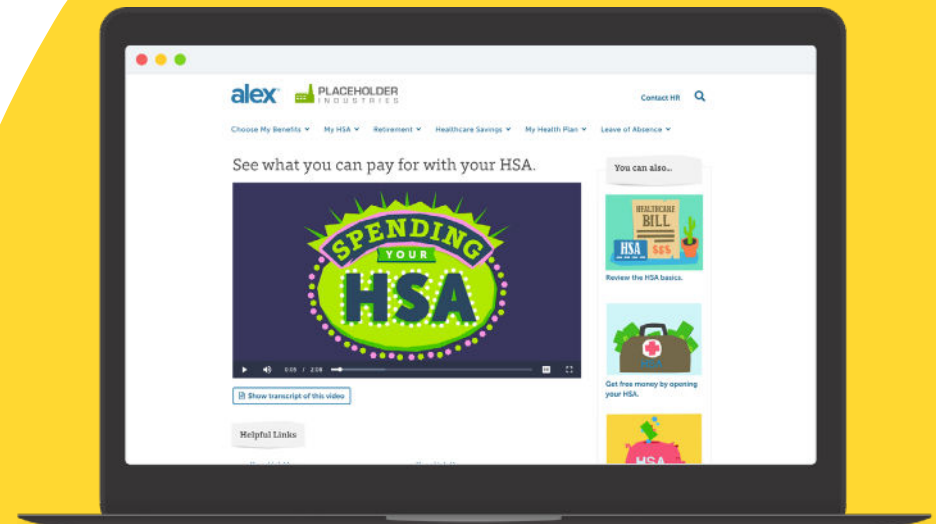 alex
PLACEHOLDER
INDUSTRIES
Contact HR
Choose My Benefits
My HSA
Retirement
Healthcare Savings
My Health Plan
Leave of Absence
See what you can pay for with your HSA.
You can also...
SPENDING
YOUR
HSA
HEALTHCARE
BILL
HSA
$$$
Review the HSA basics.
0:05 / 2:08
Show transcript of this video
HSA
Get free money by opening
your HSA.
Helpful Links
HSA